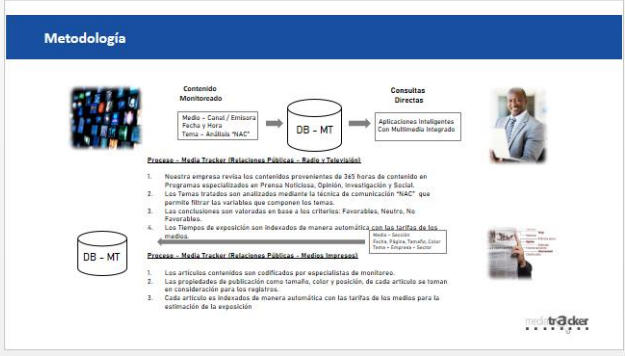 Metodología
Contenido
Monitoreado
Consultas
Directas
Medio – Canal / Emisora
Fecha y Hora
Tema – Análisis “NAC”
DB – MT
Aplicaciones Inteligentes
Con Multimedia Integrado
Proceso – Media Tracker (Relaciones Públicas – Radio y Televisión)
1. Nuestra empresa revisa los contenidos provenientes de 365 horas de contenido en
Programas especializados en Prensa Noticiosa, Opinión, Investigación y Social.
2. Los Temas tratados son analizados mediante la técnica de comunicación “NAC” que
permite filtrar las variables que componen los temas.
3. Las conclusiones son valoradas en base a los criterios: Favorables, Neutro, No
Favorables.
4. Los Tiempos de exposición son indexados de manera automática con las tarifas de los
medios.
Medio – Sección
Fecha, Página, Tamaño, Color
Tema – Empresa – Sector
DB – MT
Proceso – Media Tracker (Relaciones Públicas – Medios Impresos)
1. Los artículos contenidos son codificados por especialistas de monitoreo.
2. Las propiedades de publicación como tamaño, color y posición, de cada artículo se toman
en consideración para los registros.
3. Cada artículo es indexados de manera automática con las tarifas de los medios para la
estimación de la exposición
mediatracker